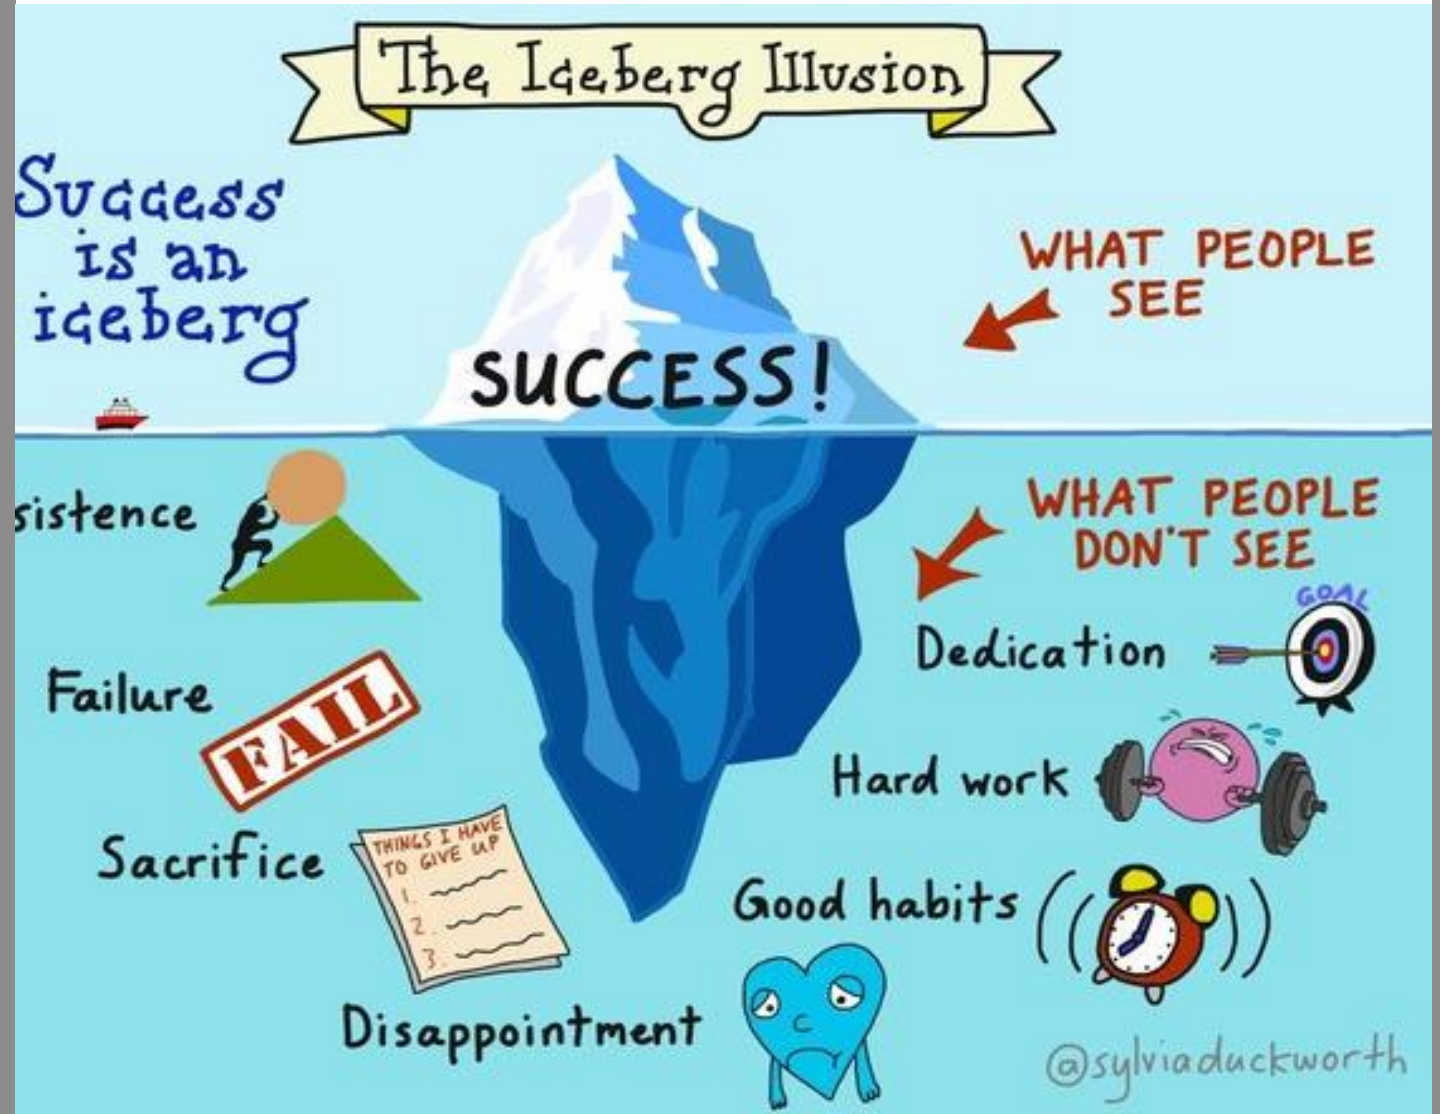 The Iceberg Illusion
Success
is an
iceberg
WHAT PEOPLE
SEE
SUCCESS!
sistence
WHAT PEOPLE
DON'T SEE
GOAL
Dedication
Failure
FAIL
Hard work
Sacrifice
THINGS I HAVE
TO GIVE UP
1.
2.
3.
Good habits
Disappointment
@sylviaduckworth